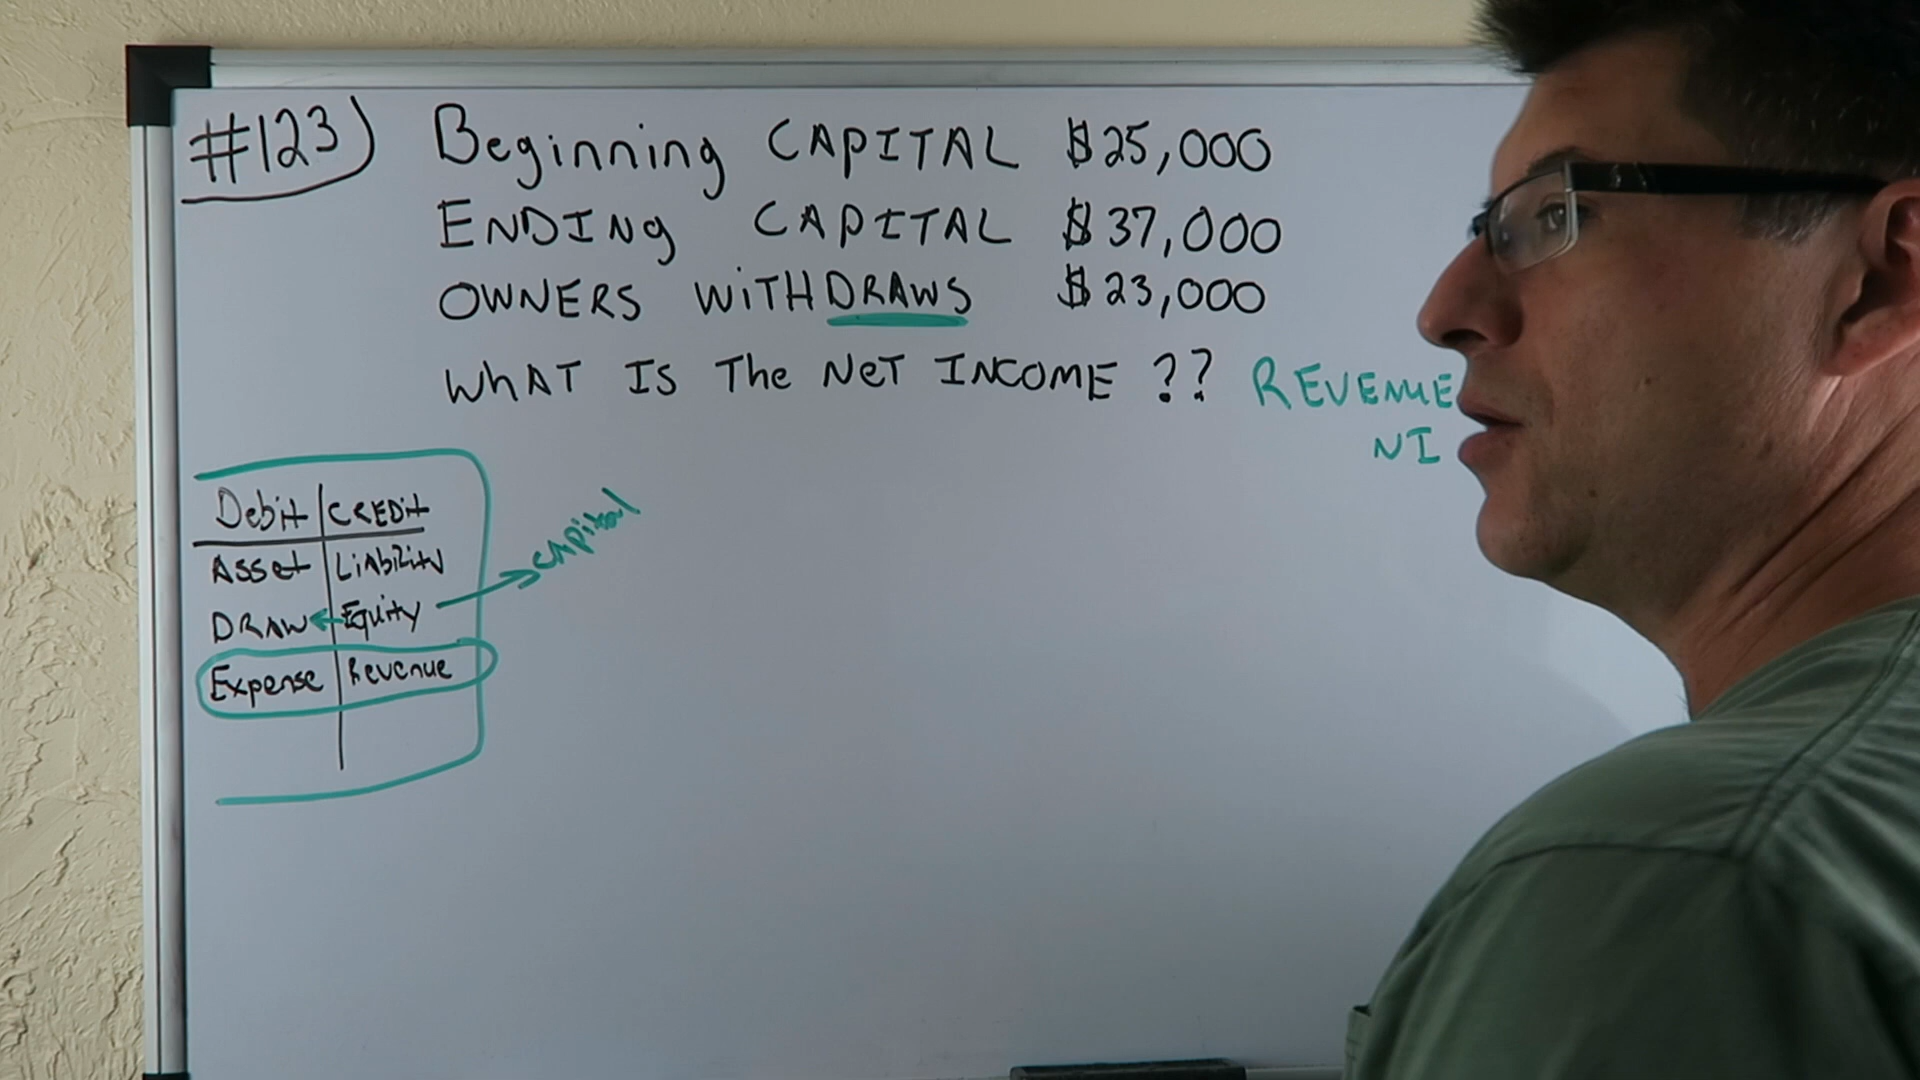 #123) Beginning CAPITAL $25,000
ENDING CAPITAL $37,000
OWNERS WITHDRAWS $23,000
WHAT IS The NET INCOME ?? REVENUE
NI
Debit CREDIT
Asset Liability
DRAW Equity
capital
Expense Revenue